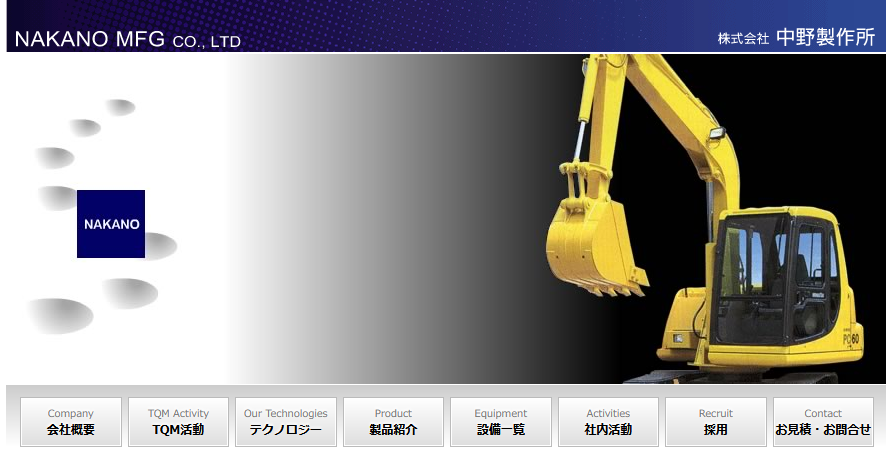 NAKANO MFG CO., LTD
株式会社 中野製作所
NAKANO
PC60
Company
会社概要
TQM Activity
TQM活動
Our Technologies
テクノロジー
Product
製品紹介
Equipment
設備一覧
Activities
社内活動
Recruit
採用
Contact
お見積・お問合せ